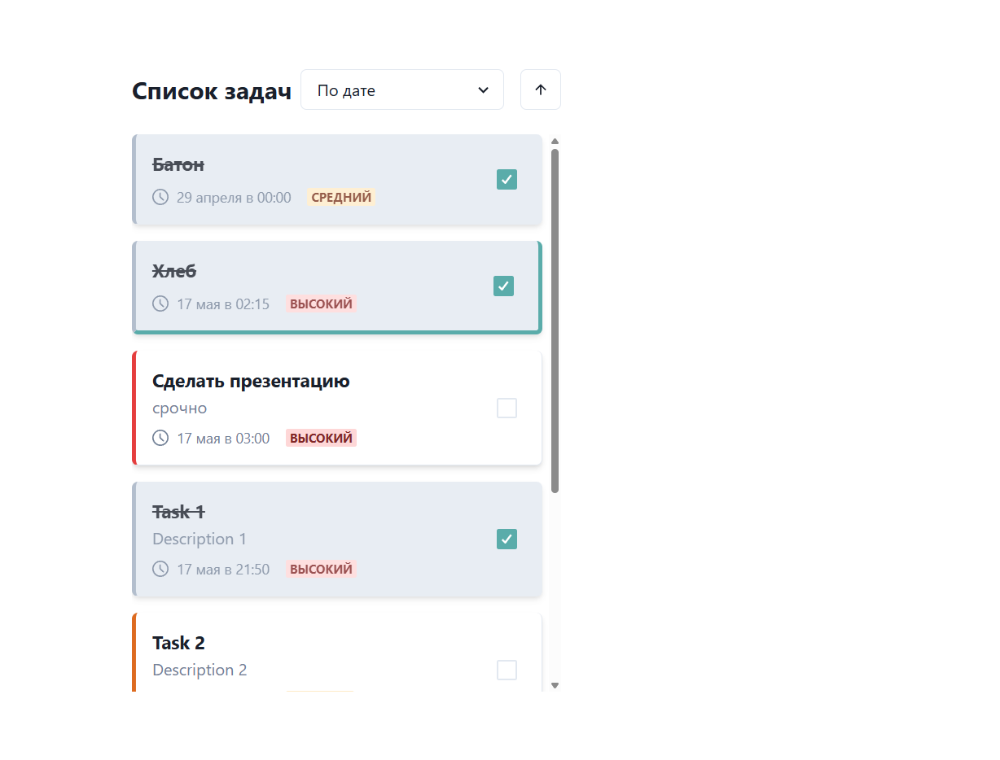 Список задач
По дате
Батон
29 апреля в 00:00 СРЕДНИЙ
Хлеб
17 мая в 02:15 ВЫСОКИЙ
Сделать презентацию
срочно
17 мая в 03:00 ВЫСОКИЙ
Task 1
Description 1
17 мая в 21:50 ВЫСОКИЙ
Task 2
Description 2